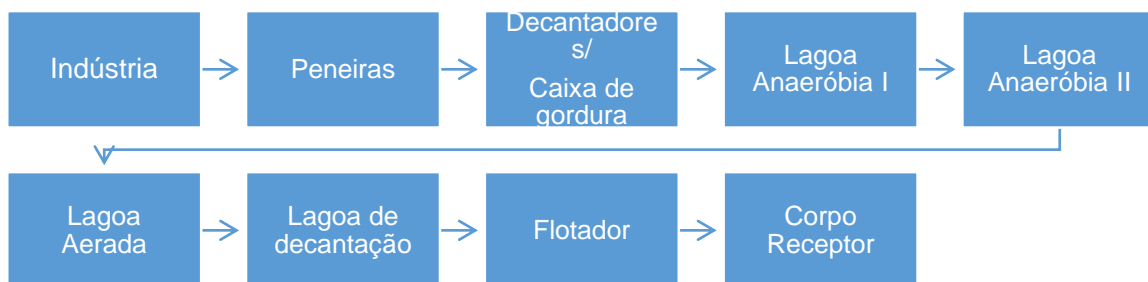 Indústria
Peneiras
Decantadore
s/
Caixa de
gordura
Lagoa
Anaeróbia I
Lagoa
Anaeróbia II
Lagoa
Aerada
Lagoa de
decantação
Flotador
Corpo
Receptor